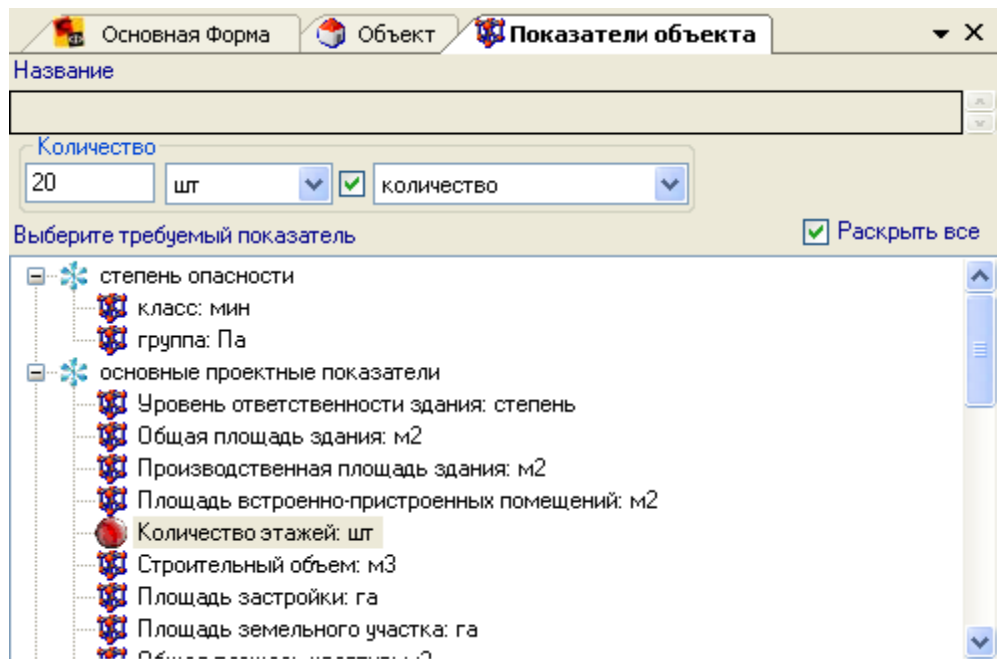 Основная Форма Объект Показатели объекта
Название
Количество
20 шт количество
Выберите требуемый показатель Раскрыть все
степень опасности
класс: мин
группа: Па
основные проектные показатели
Уровень ответственности здания: степень
Общая площадь здания: м2
Производственная площадь здания: м2
Площадь встроенно-пристроенных помещений: м2
Количество этажей: шт
Строительный объем: м3
Площадь застройки: га
Площадь земельного участка: га